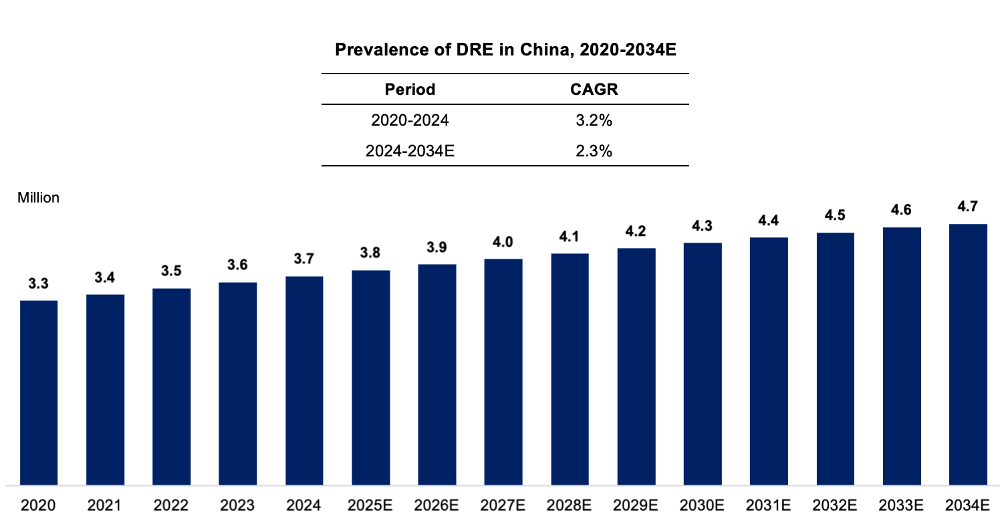 Prevalence of DRE in China, 2020-2034E
Period CAGR
2020-2024 3.2%
2024-2034E 2.3%
Million
3.3 3.4 3.5 3.6 3.7 3.8 3.9 4.0 4.1 4.2 4.3 4.4 4.5 4.6 4.7
2020 2021 2022 2023 2024 2025E 2026E 2027E 2028E 2029E 2030E 2031E 2032E 2033E 2034E